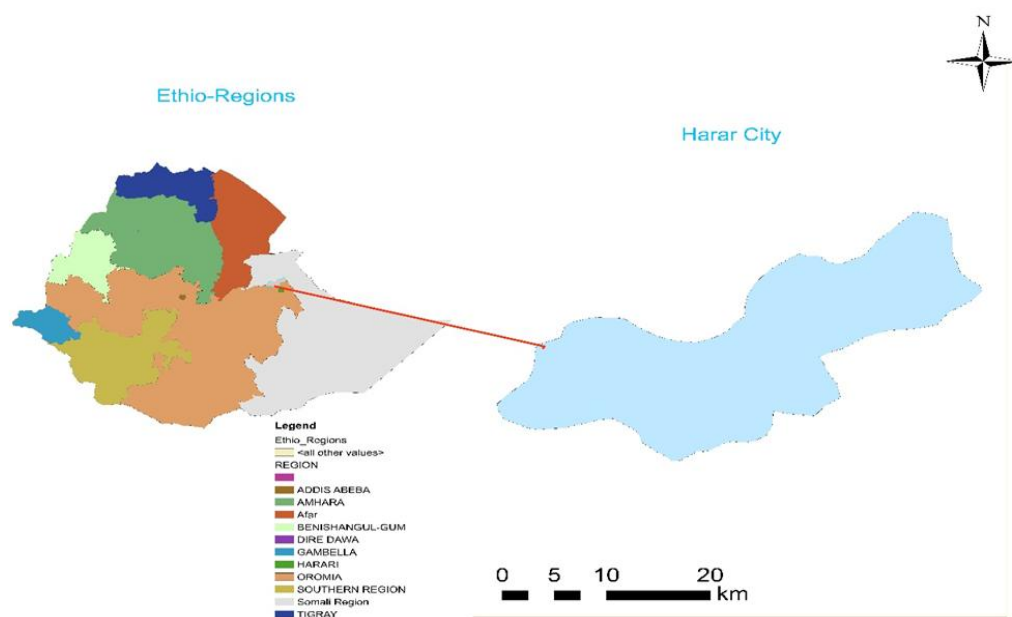 N
Ethio-Regions
Harar City
Legend
Ethio_Regions
<all other values>
REGION
ADDIS ABEBA
AMHARA
Afar
BENISHANGUL-GUM
DIRE DAWA
GAMBELLA
HARARI
OROMIA
SOUTHERN REGION
Somali Region
TIGRAY
0 5 10 20
km